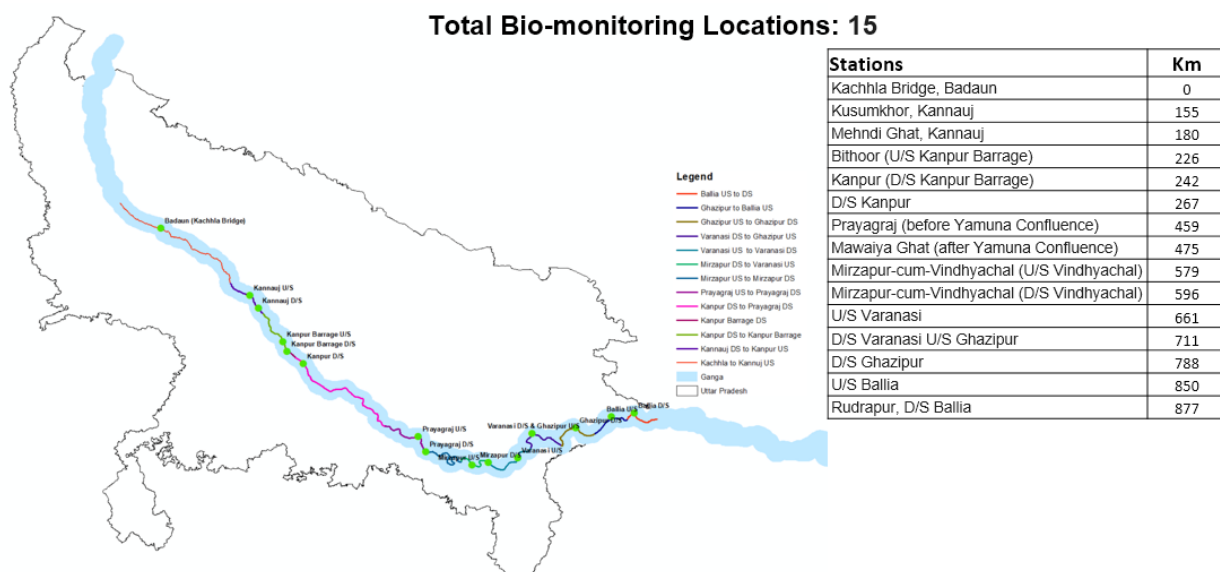 Total Bio-monitoring Locations: 15
Stations Km
Kachhla Bridge, Badaun 0
Kusumkhor, Kannauj 155
Mehndi Ghat, Kannauj 180
Bithoor (U/S Kanpur Barrage) 226
Kanpur (D/S Kanpur Barrage) 242
D/S Kanpur 267
Prayagraj (before Yamuna Confluence) 459
Mawaiya Ghat (after Yamuna Confluence) 475
Mirzapur-cum-Vindhyachal (U/S Vindhyachal) 579
Mirzapur-cum-Vindhyachal (D/S Vindhyachal) 596
U/S Varanasi 661
D/S Varanasi U/S Ghazipur 711
D/S Ghazipur 788
U/S Ballia 850
Rudrapur, D/S Ballia 877
Legend
Ballia US to DS
Ghazipur to Ballia US
Ghazipur US to Ghazipur DS
Varanasi DS to Ghazipur US
Varanasi US to Varanasi DS
Mirzapur DS to Varanasi US
Mirzapur US to Mirzapur DS
Prayagraj US to Prayagraj DS
Kanpur DS to Prayagraj DS
Kanpur Barrage DS
Kanpur DS to Kanpur Barrage
Kannauj DS to Kanpur US
Kachhla to Kannuj US
Ganga
Uttar Pradesh
Badaun (Kachhla Bridge)
Kannauj U/S
Kannauj D/S
Kanpur Barrage U/S
Kanpur Barrage D/S
Kanpur D/S
Prayagraj U/S
Prayagraj D/S
Mirzapur U/S
Mirzapur D/S
Varanasi U/S
Varanasi D/S & Ghazipur U/S
Ghazipur D/S
Ballia U/S
Ballia D/S